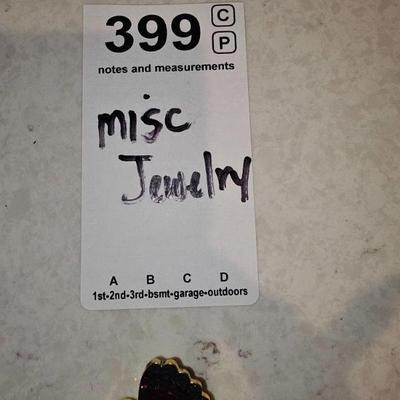 399 C
P
notes and measurements
misc
Jewelry
A B C D
1st-2nd-3rd-bsmt-garage-outdoors